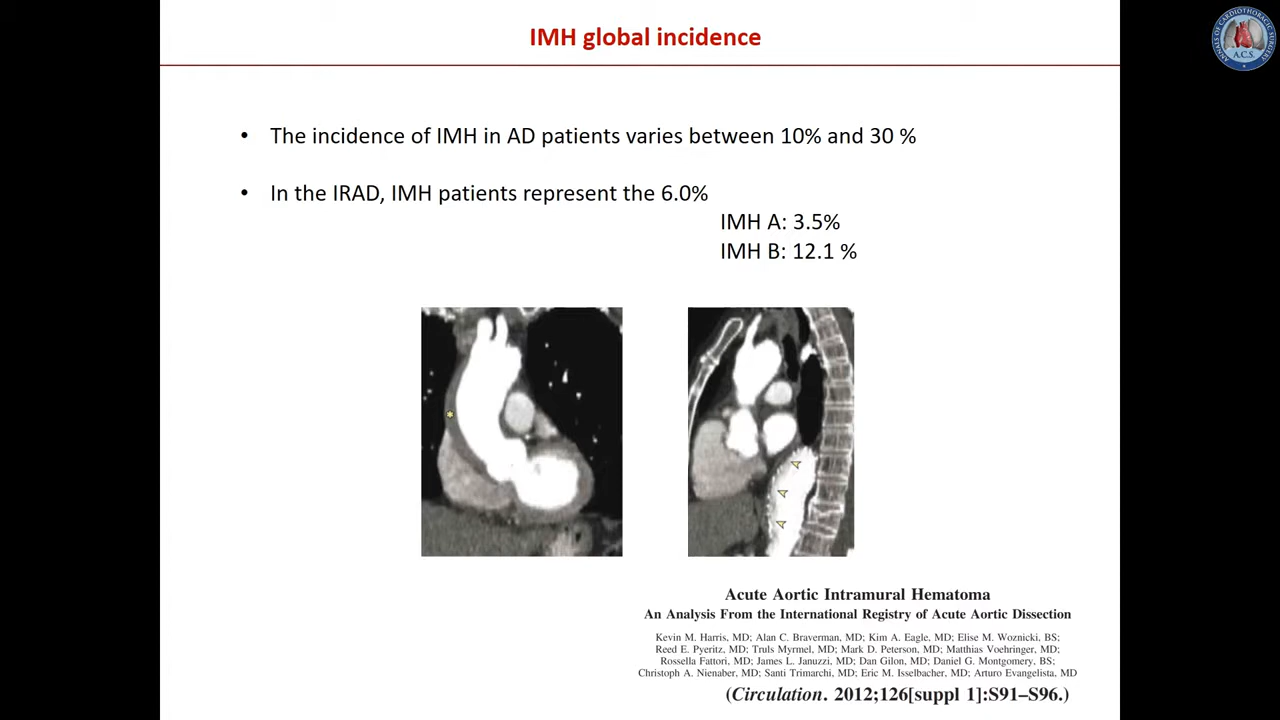 IMH global incidence
ANNALS OF CARDIOTHORACIC SURGERY
A.C.S.
• The incidence of IMH in AD patients varies between 10% and 30 %
• In the IRAD, IMH patients represent the 6.0%
IMH A: 3.5%
IMH B: 12.1 %
*
Acute Aortic Intramural Hematoma
An Analysis From the International Registry of Acute Aortic Dissection
Kevin M. Harris, MD; Alan C. Braverman, MD; Kim A. Eagle, MD; Elise M. Woznicki, BS;
Reed E. Pyeritz, MD; Truls Myrmel, MD; Mark D. Peterson, MD; Matthias Voehringer, MD;
Rossella Fattori, MD; James L. Januzzi, MD; Dan Gilon, MD; Daniel G. Montgomery, BS;
Christoph A. Nienaber, MD; Santi Trimarchi, MD; Eric M. Isselbacher, MD; Arturo Evangelista, MD
(Circulation. 2012;126[suppl 1]:S91–S96.)